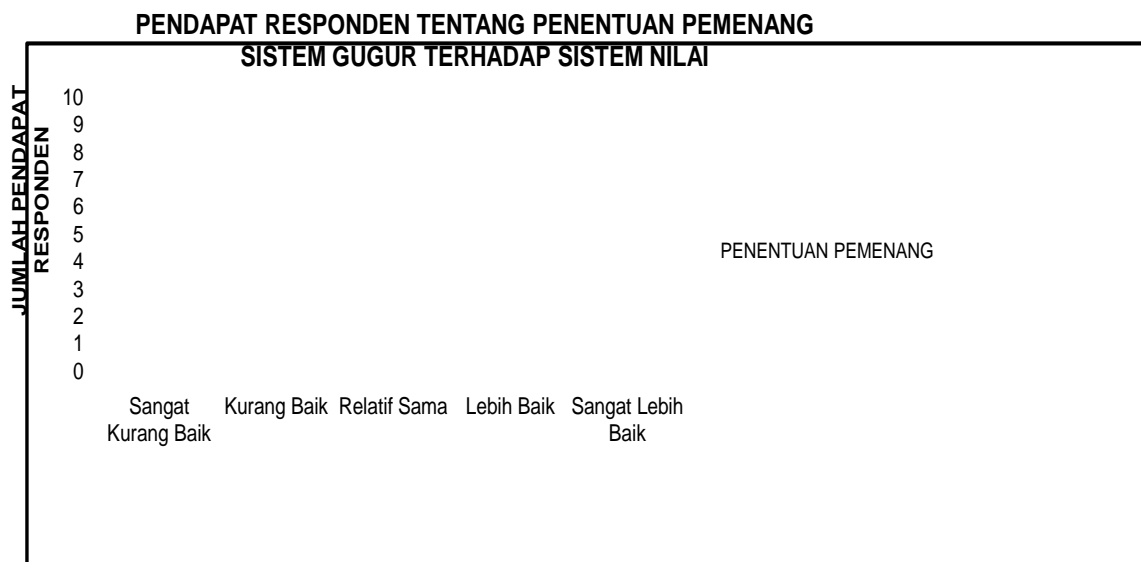 PENDAPAT RESPONDEN TENTANG PENENTUAN PEMENANG
SISTEM GUGUR TERHADAP SISTEM NILAI
JUMLAH PENDAPAT
RESPONDEN
10
9
8
7
6
5
4
3
2
1
0
PENENTUAN PEMENANG
Sangat
Kurang Baik
Kurang Baik
Relatif Sama
Lebih Baik
Sangat Lebih
Baik